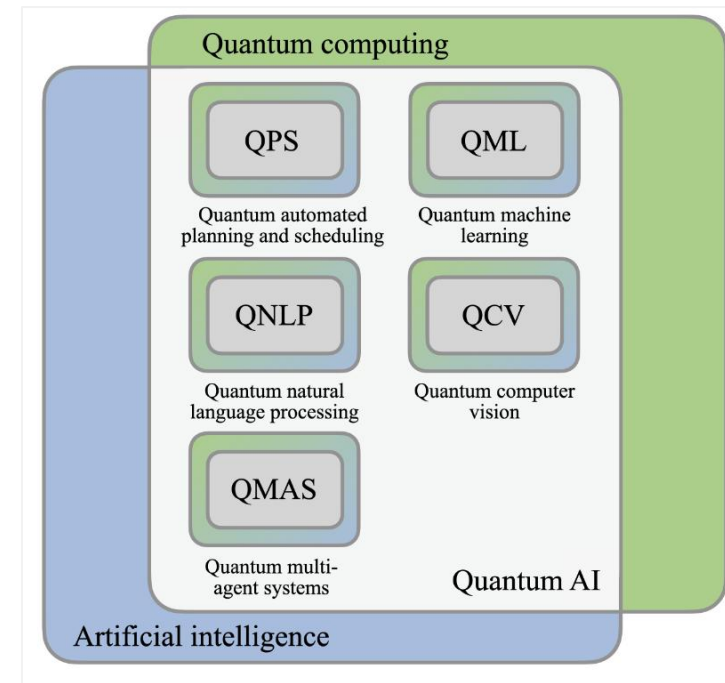 Quantum computing
QPS
QML
Quantum automated
planning and scheduling
Quantum machine
learning
QNLP
QCV
Quantum natural
language processing
Quantum computer
vision
QMAS
Quantum multi-
agent systems
Quantum AI
Artificial intelligence